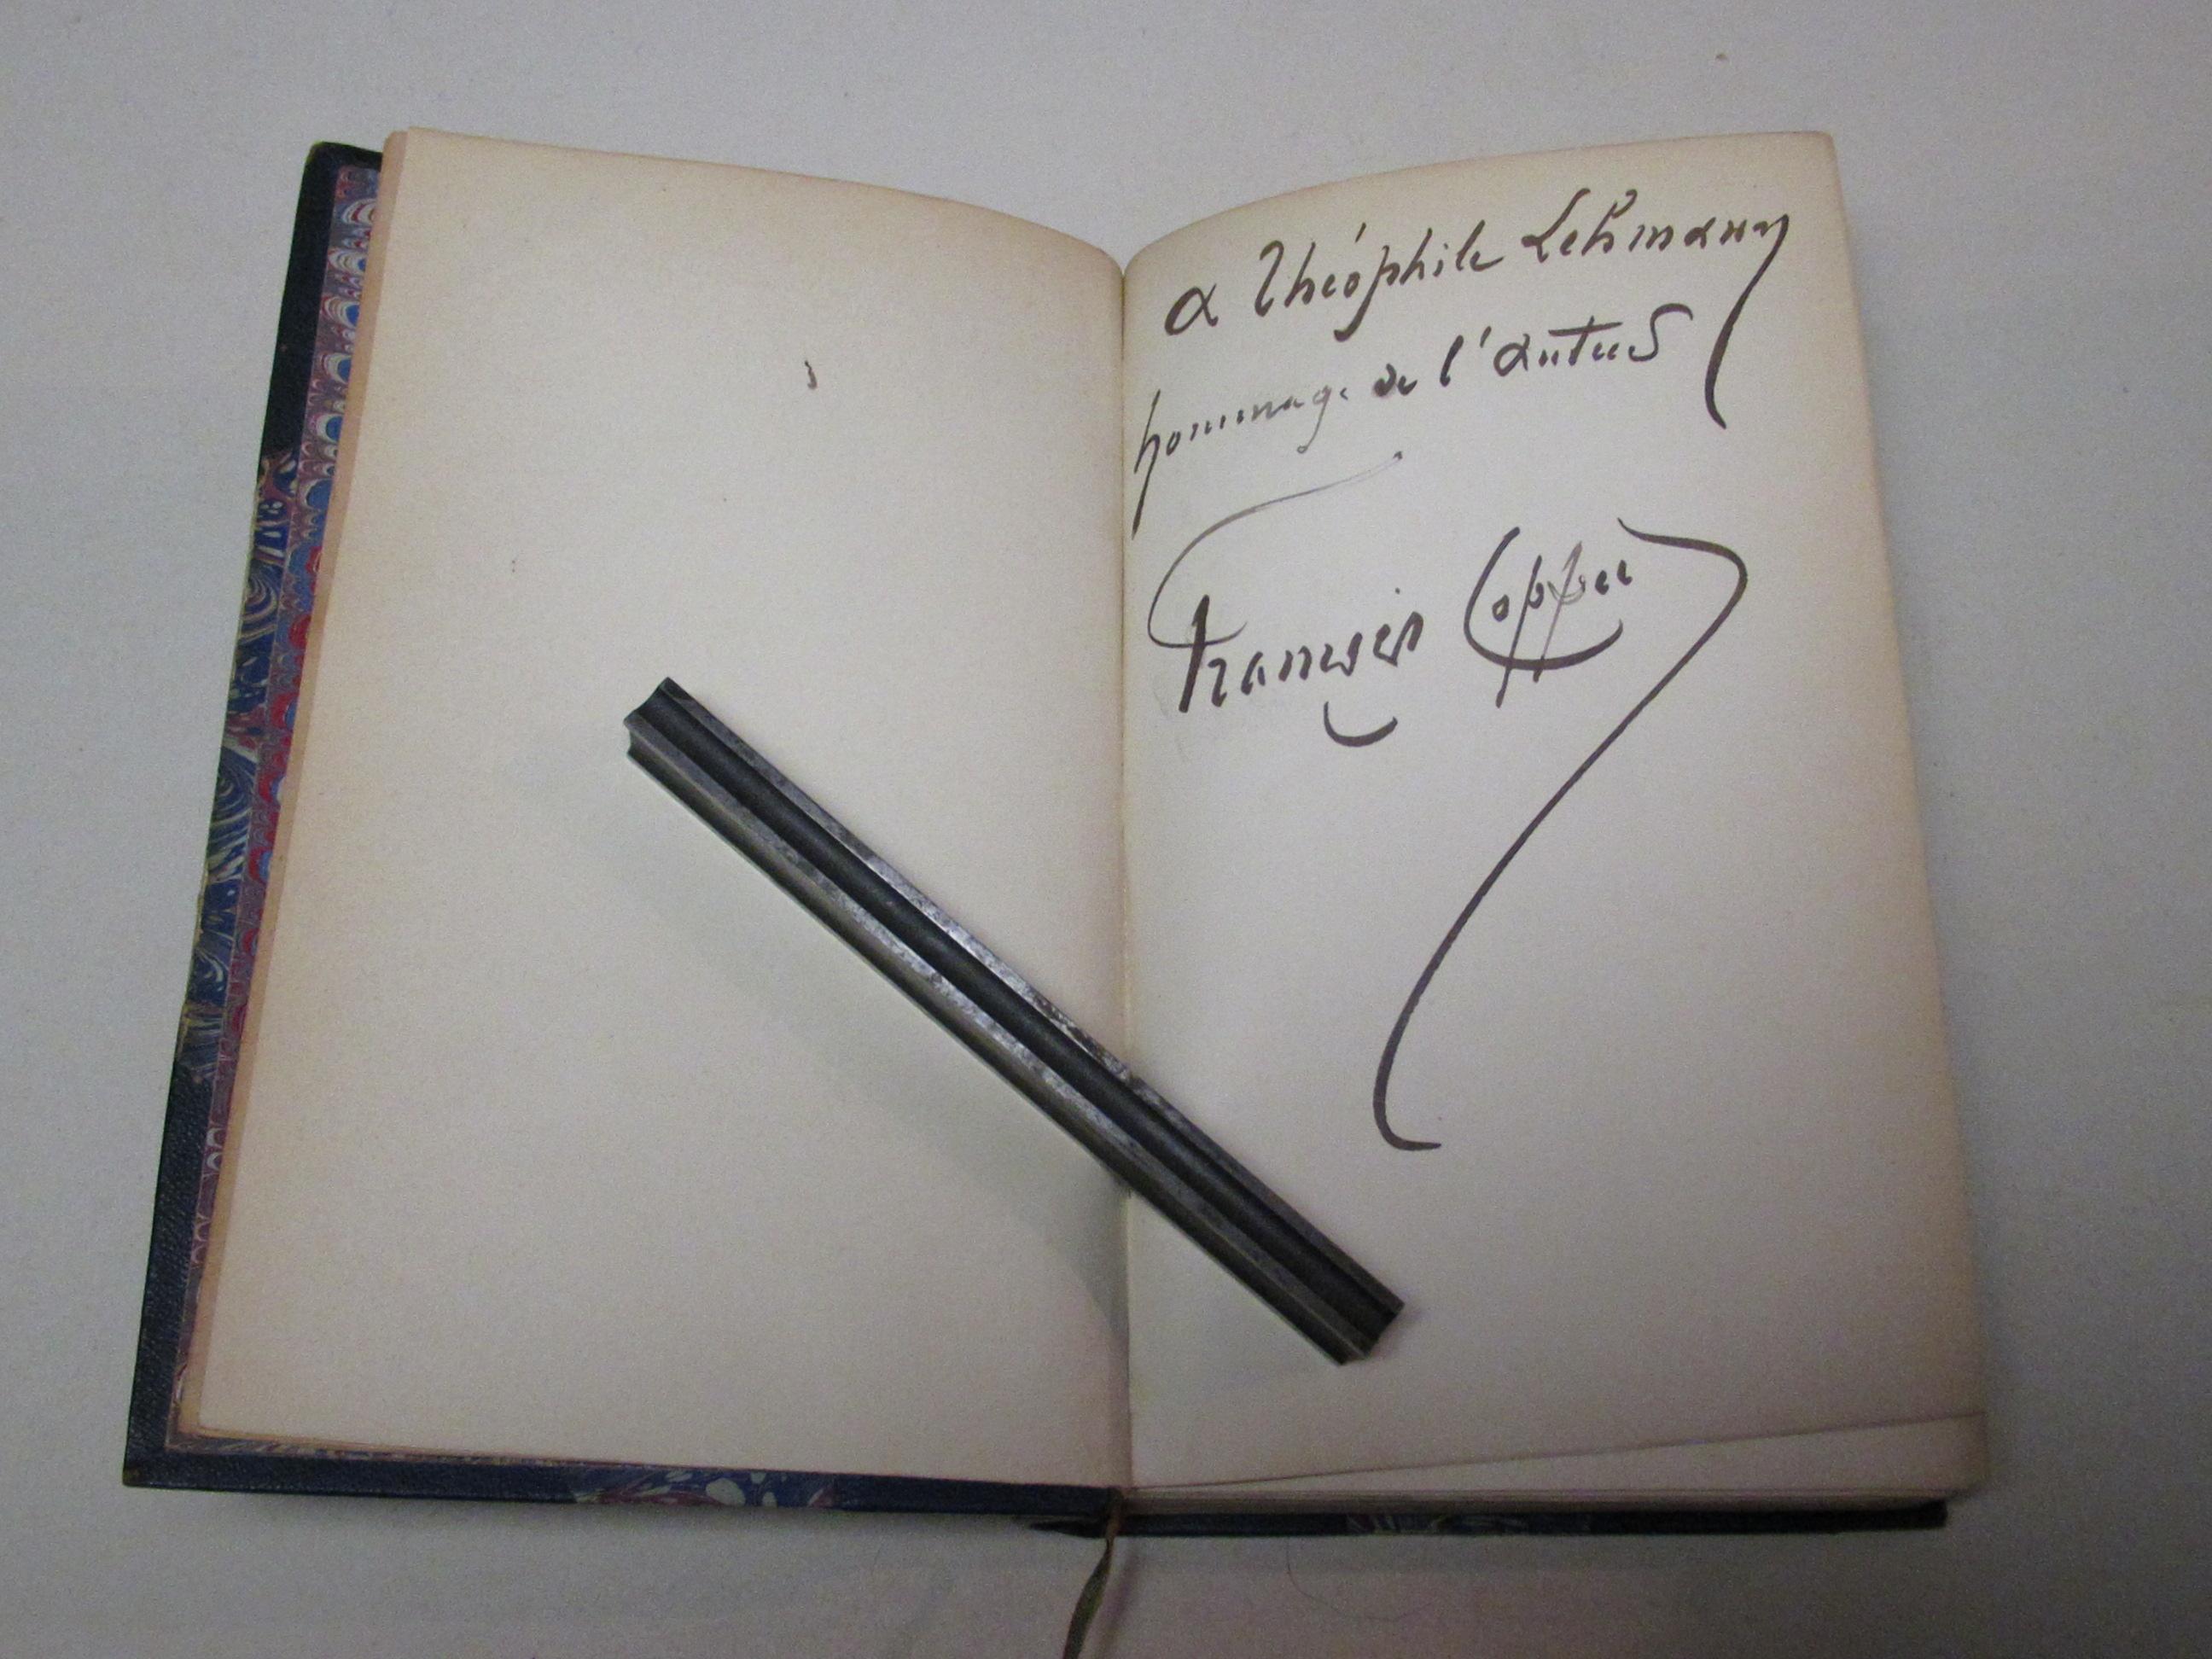 a Théophile Lehmann
hommage de l'auteur
François Coppée